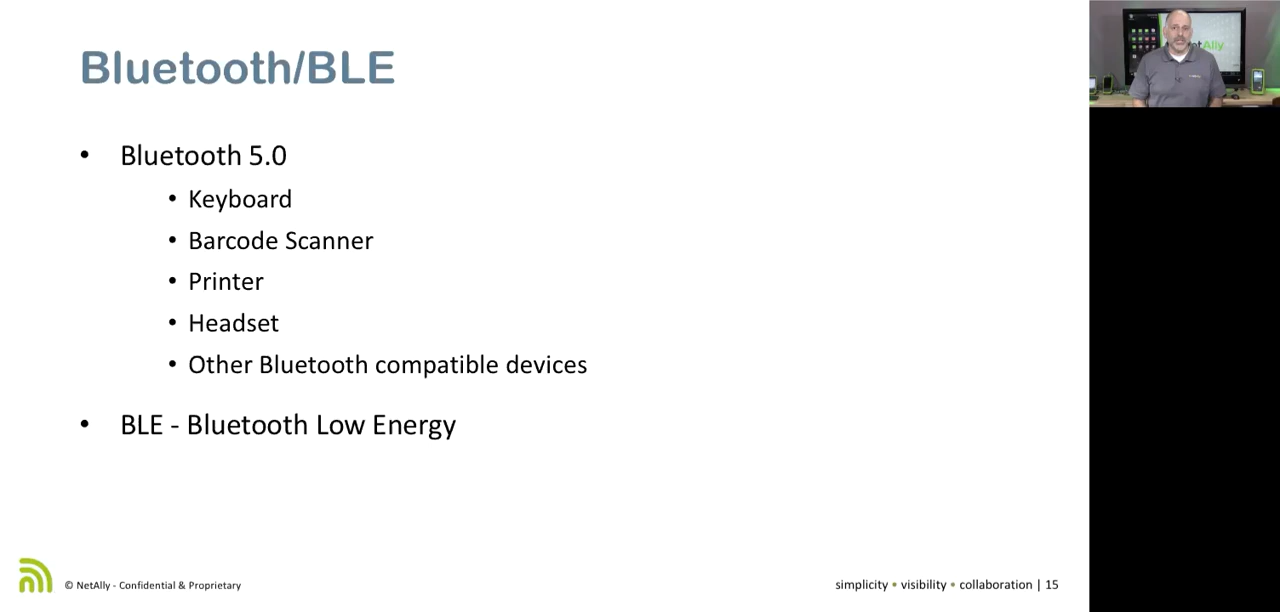 Bluetooth/BLE
• Bluetooth 5.0
• Keyboard
• Barcode Scanner
• Printer
• Headset
• Other Bluetooth compatible devices
• BLE - Bluetooth Low Energy
© NetAlly - Confidential & Proprietary
simplicity • visibility • collaboration | 15
etAlly